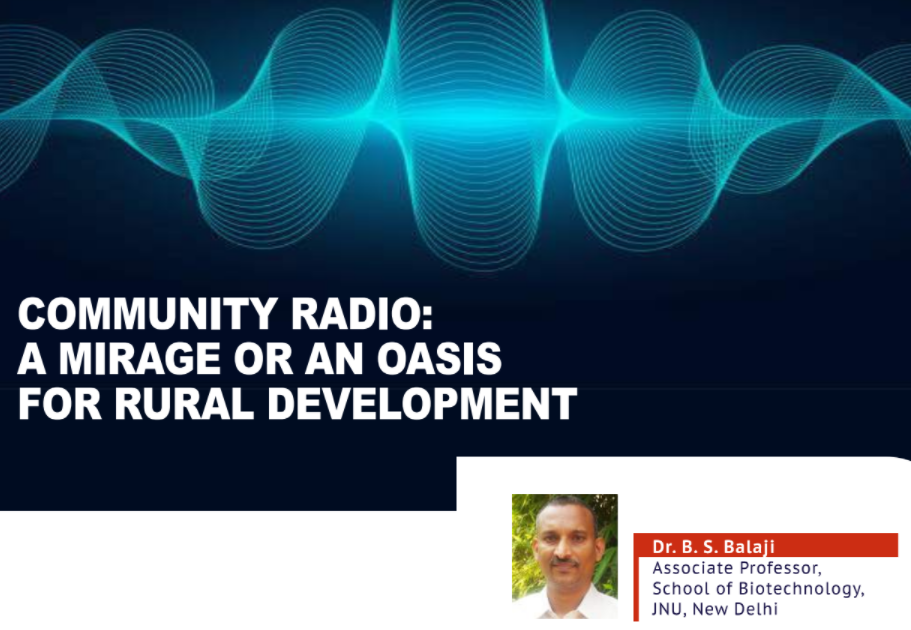 COMMUNITY RADIO:
A MIRAGE OR AN OASIS
FOR RURAL DEVELOPMENT
Dr. B. S. Balaji
Associate Professor,
School of Biotechnology,
JNU, New Delhi